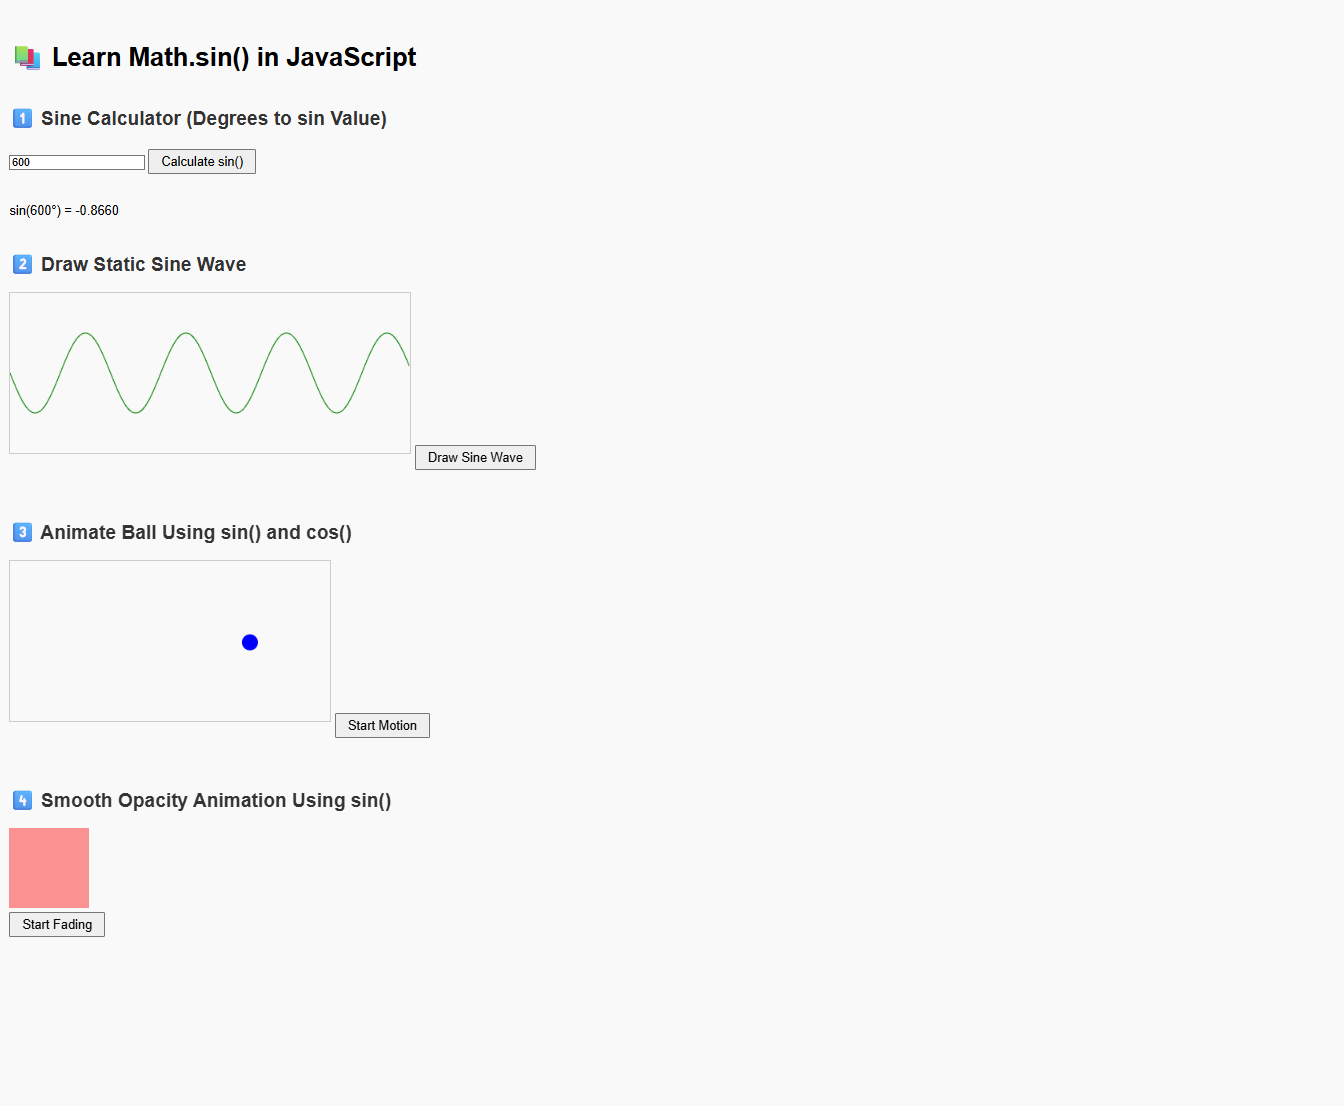 📚 Learn Math.sin() in JavaScript
1️⃣ Sine Calculator (Degrees to sin Value)
600 Calculate sin()
sin(600°) = -0.8660
2️⃣ Draw Static Sine Wave
Draw Sine Wave
3️⃣ Animate Ball Using sin() and cos()
Start Motion
4️⃣ Smooth Opacity Animation Using sin()
Start Fading